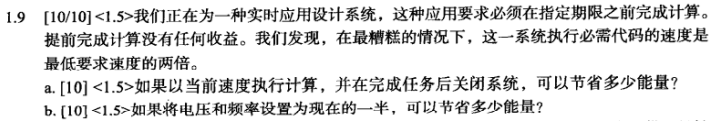 1.9 [10/10]<1.5>我们正在为一种实时应用设计系统，这种应用要求必须在指定期限之前完成计算。
提前完成计算没有任何收益。我们发现，在最糟糕的情况下，这一系统执行必需代码的速度是
最低要求速度的两倍。
a. [10]<1.5>如果以当前速度执行计算，并在完成任务后关闭系统，可以节省多少能量？
b. [10]<1.5>如果将电压和频率设置为现在的一半，可以节省多少能量？